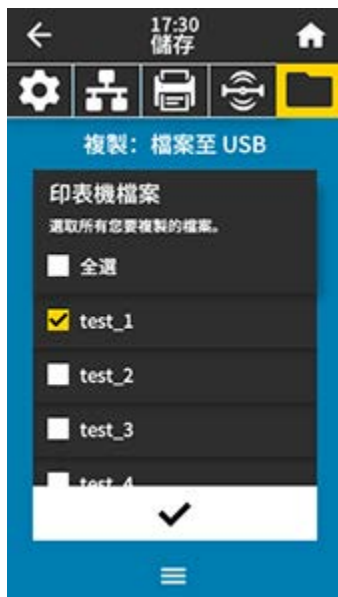 17:30
儲存
複製：檔案至 USB
印表機檔案
選取所有您要複製的檔案。
全選
test_1
test_2
test_3
test_4